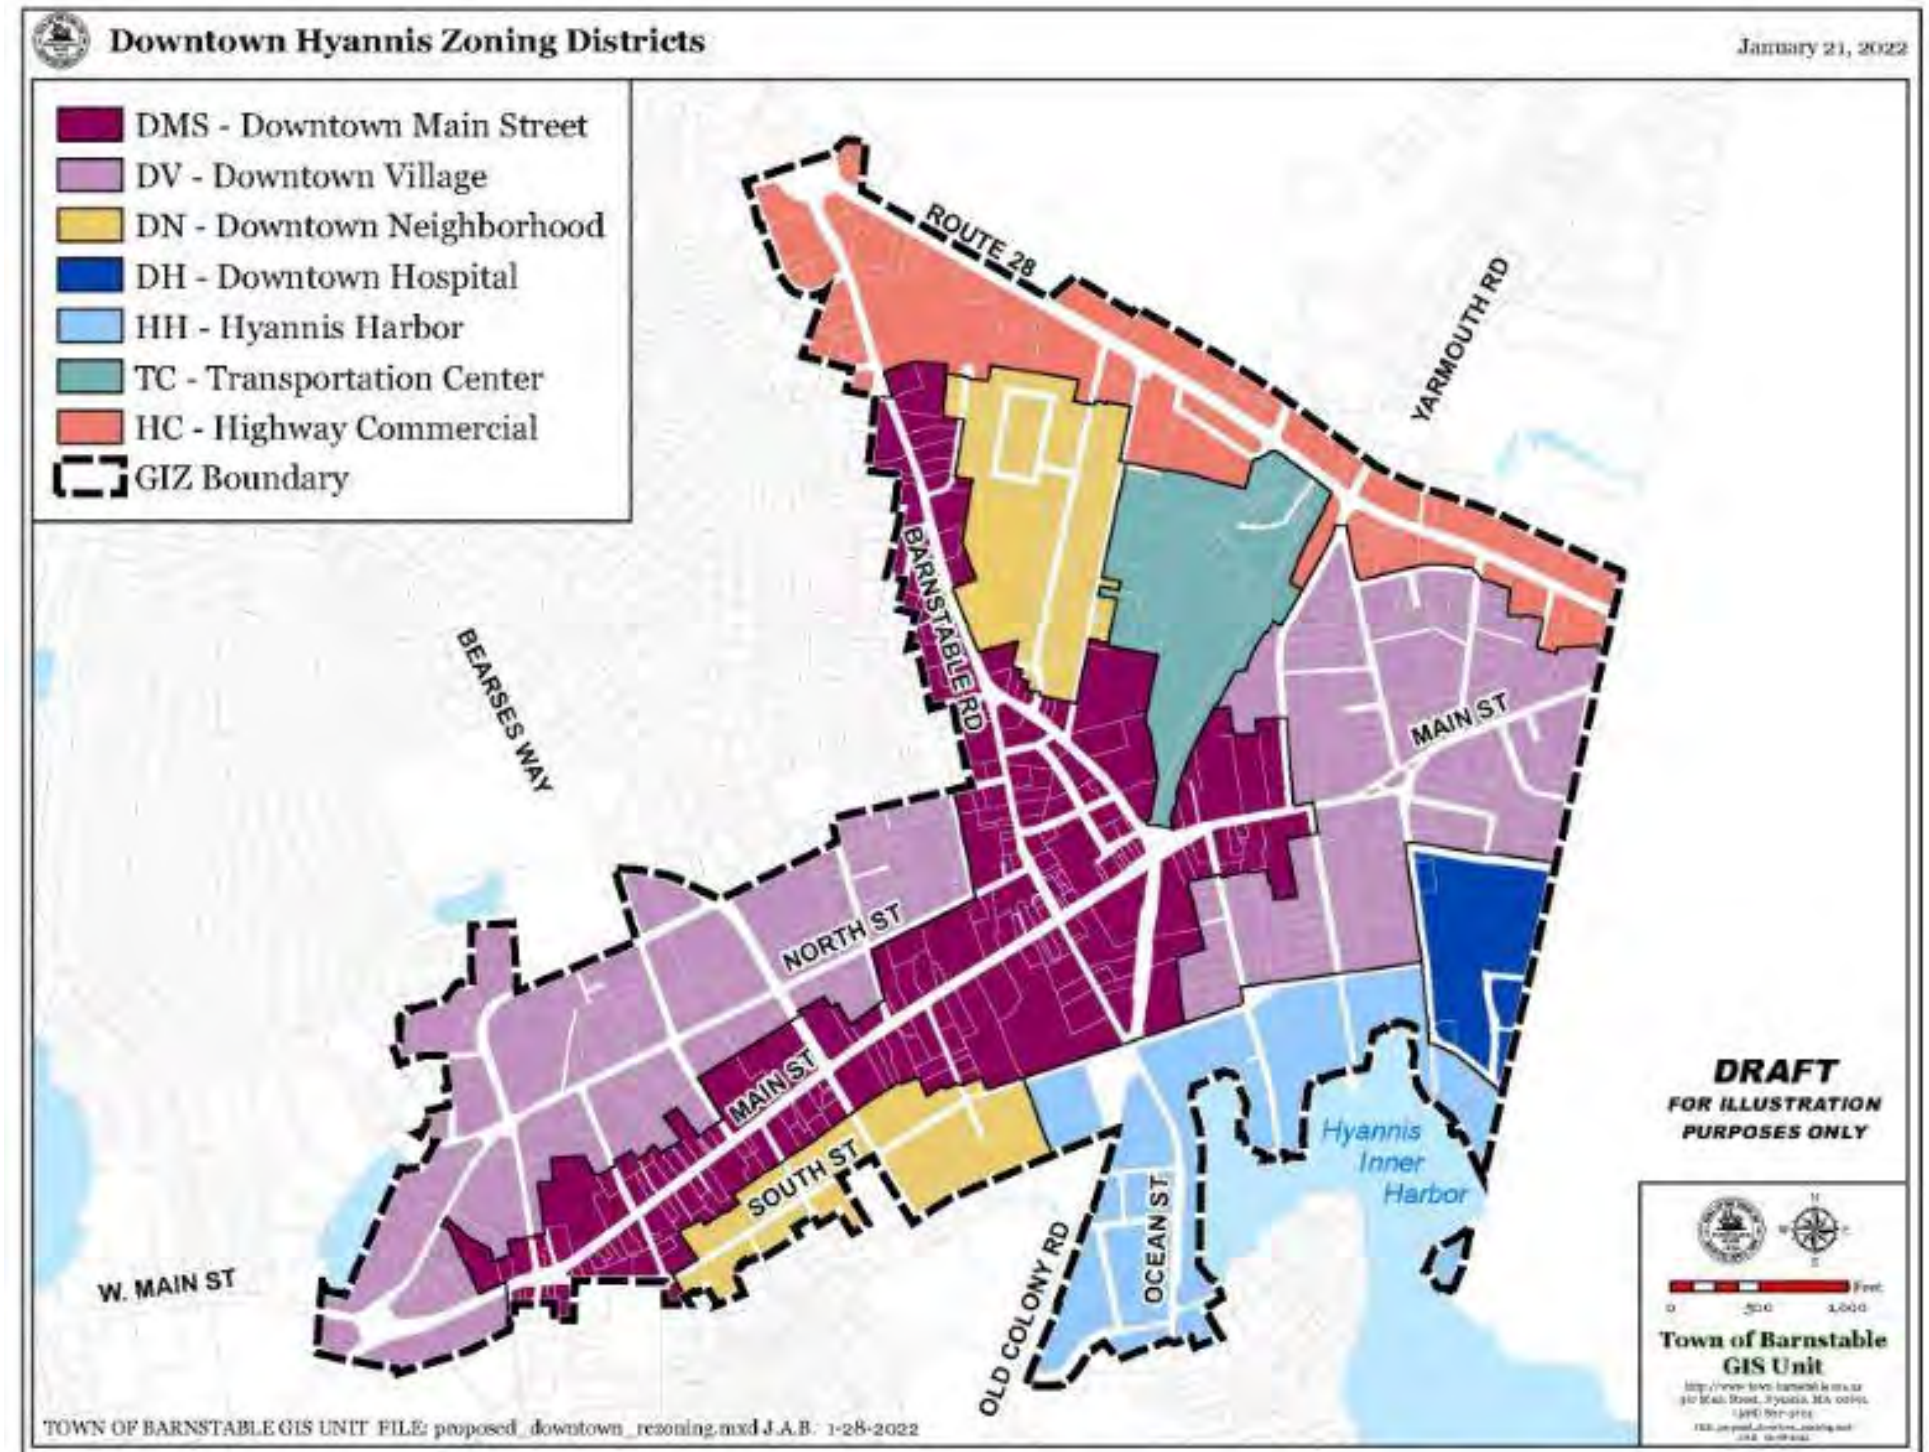 Downtown Hyannis Zoning Districts
January 21, 2022
DMS - Downtown Main Street
DV - Downtown Village
DN - Downtown Neighborhood
DH - Downtown Hospital
HH - Hyannis Harbor
TC - Transportation Center
HC - Highway Commercial
GIZ Boundary
ROUTE 28
YARMOUTH RD
BARNSTABLE RD
BEARSES WAY
MAIN ST
NORTH ST
MAIN ST
SOUTH ST
W. MAIN ST
OLD COLONY RD
OCEAN ST
Hyannis
Inner
Harbor
DRAFT
FOR ILLUSTRATION
PURPOSES ONLY
N
Feet
0 500 1,000
Town of Barnstable
GIS Unit
TOWN OF BARNSTABLE GIS UNIT FILE: proposed_downtown_rezoning.mxd J.A.B. 1-28-2022